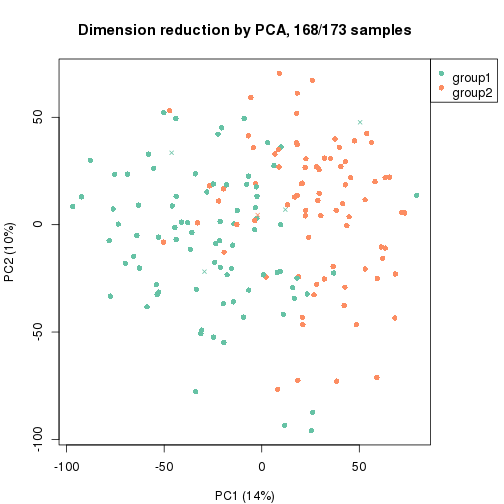 Dimension reduction by PCA, 168/173 samples
group1
group2
50
0
-50
-100
PC2 (10%)
-100
-50
0
50
PC1 (14%)